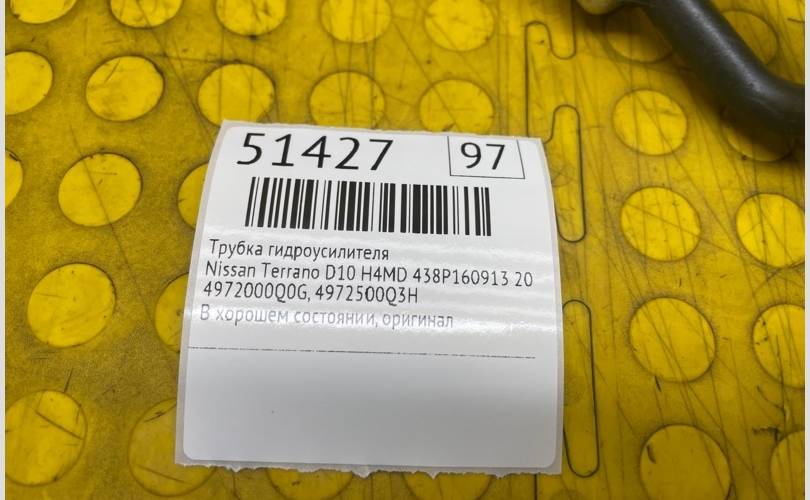 51427 97
Трубка гидроусилителя
Nissan Terrano D10 H4MD 438P160913 20
4972000Q0G, 4972500Q3H
В хорошем состоянии, оригинал